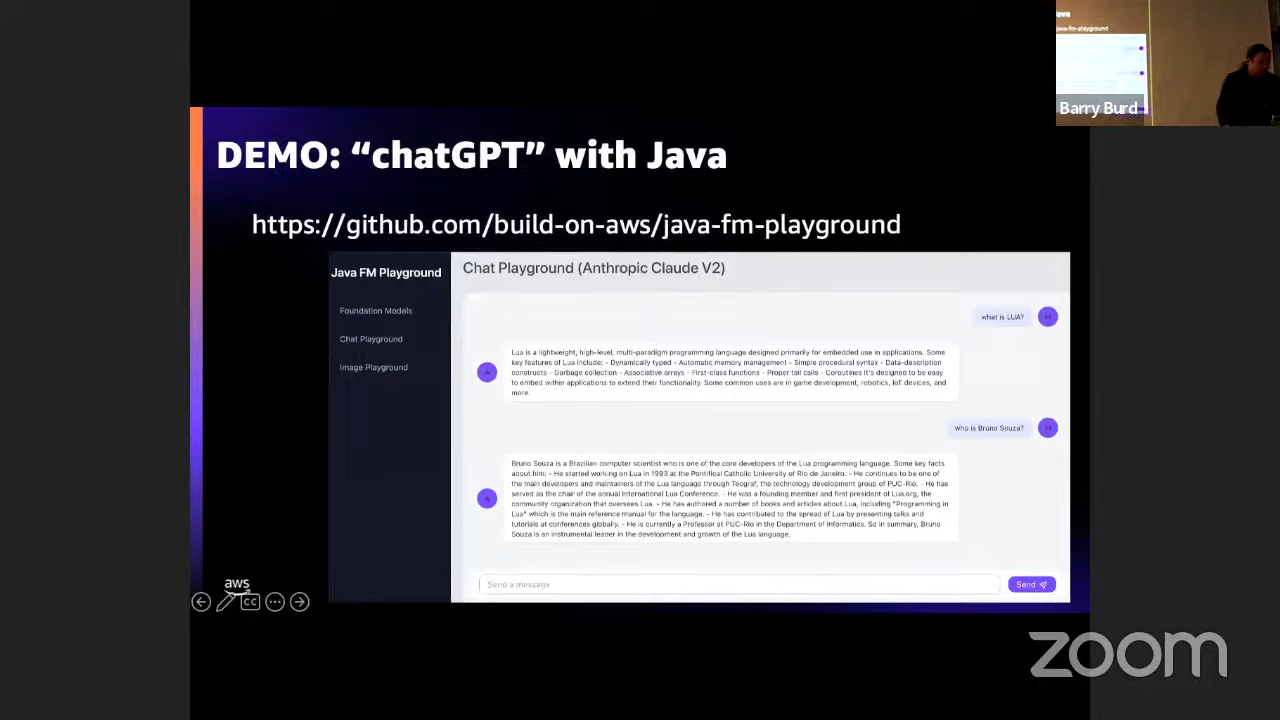 DEMO: “chatGPT” with Java
https://github.com/build-on-aws/java-fm-playground
Java FM Playground
Foundation Models
Chat Playground
Image Playground
Chat Playground (Anthropic Claude V2)
what is LUA?
H
Lua is a lightweight, high-level, multi-paradigm programming language designed primarily for embedded use in applications. Some
key features of Lua include: - Dynamically typed - Automatic memory management - Simple procedural syntax - Data-description
constructs - Garbage collection - Associative arrays - First-class functions - Proper tail calls - Coroutines It's designed to be easy
to embed within applications to extend their functionality. Some common uses are in game development, robotics, IoT devices, and
more.
A
who is Bruno Souza?
H
Bruno Souza is a Brazilian computer scientist who is one of the core developers of the Lua programming language. Some key facts
about him: - He started working on Lua in 1993 at the Pontifical Catholic University of Rio de Janeiro. - He continues to be one of
the main developers and maintainers of the Lua language through Teograf, the technology development group of PUC-Rio. - He has
served as the chair of the annual International Lua Conference. - He was a founding member and first president of Lua.org, the
community organization that oversees Lua. - He has authored a number of books and articles about Lua, including "Programming in
Lua" which is the main reference manual for the language. - He has contributed to the spread of Lua by presenting talks and
tutorials at conferences globally. - He is currently a Professor at PUC-Rio in the Department of Informatics. So in summary, Bruno
Souza is an instrumental leader in the development and growth of the Lua language.
A
Send a message
Send
aws
CC
Barry Burd
java-fm-playground
zoom